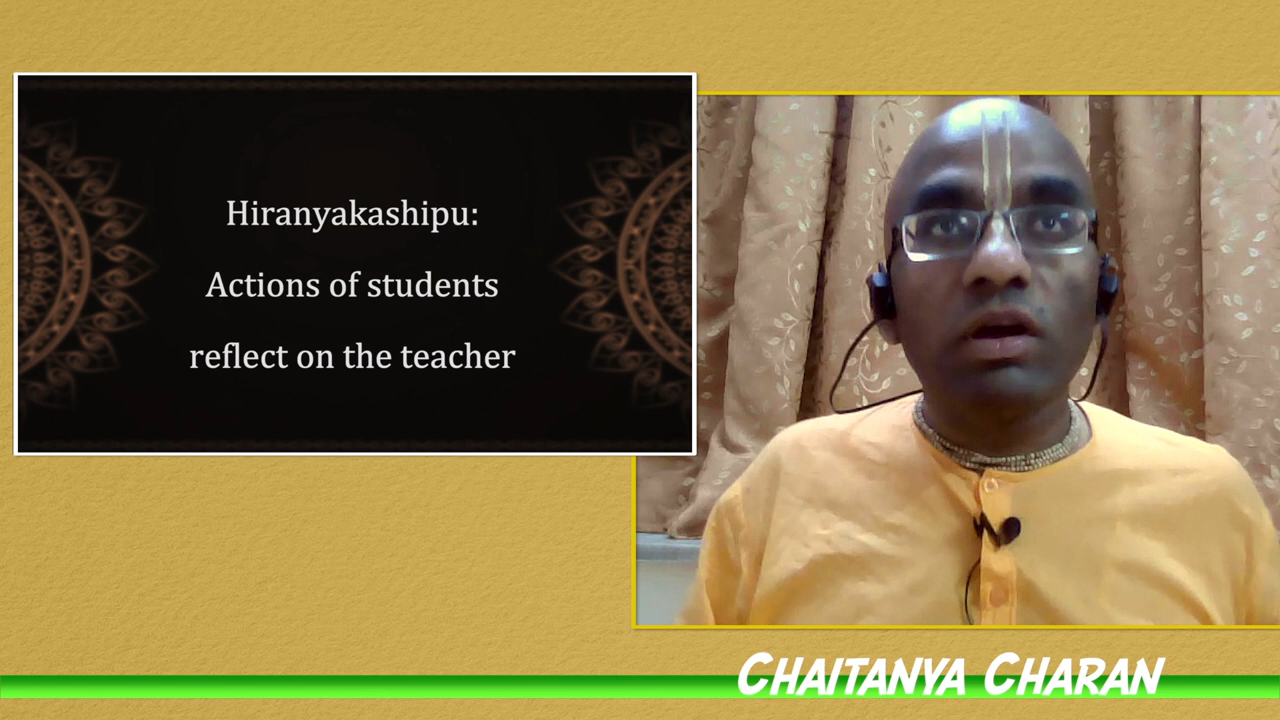 Hiranyakashipu:
Actions of students
reflect on the teacher
CHAITANYA CHARAN